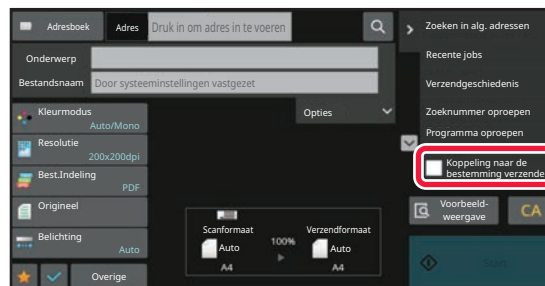 Adresboek
Adres
Druk in om adres in te voeren
Onderwerp
Bestandsnaam
Door systeeminstellingen vastgezet
Kleurmodus
Auto/Mono
Resolutie
200x200dpi
Best.Indeling
PDF
Origineel
Belichting
Auto
Overige
Opties
Scanformaat
Auto
A4
100%
Verzendformaat
Auto
A4
Zoeken in alg. adressen
Recente jobs
Verzendgeschiedenis
Zoeknummer oproepen
Programma oproepen
Koppeling naar de
bestemming verzende
Voorbeeld-
weergave
CA
Start